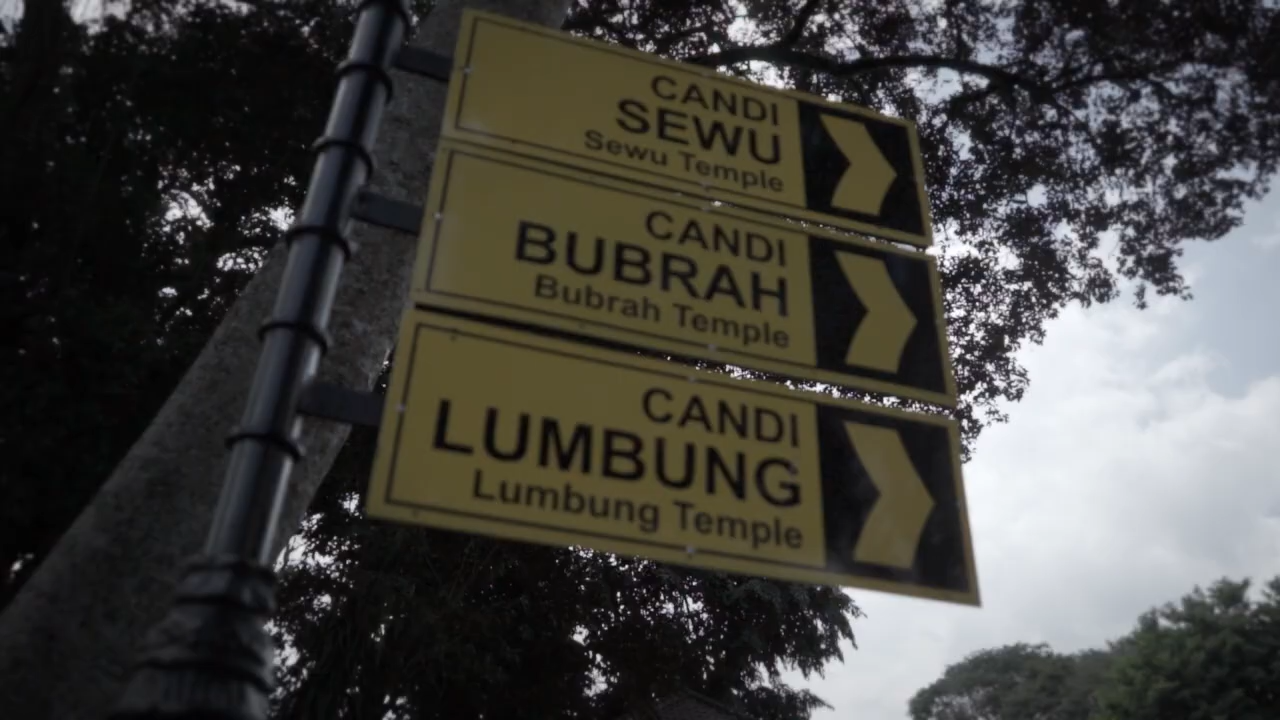 CANDI
SEWU
Sewu Temple
CANDI
BUBRAH
Bubrah Temple
CANDI
LUMBUNG
Lumbung Temple